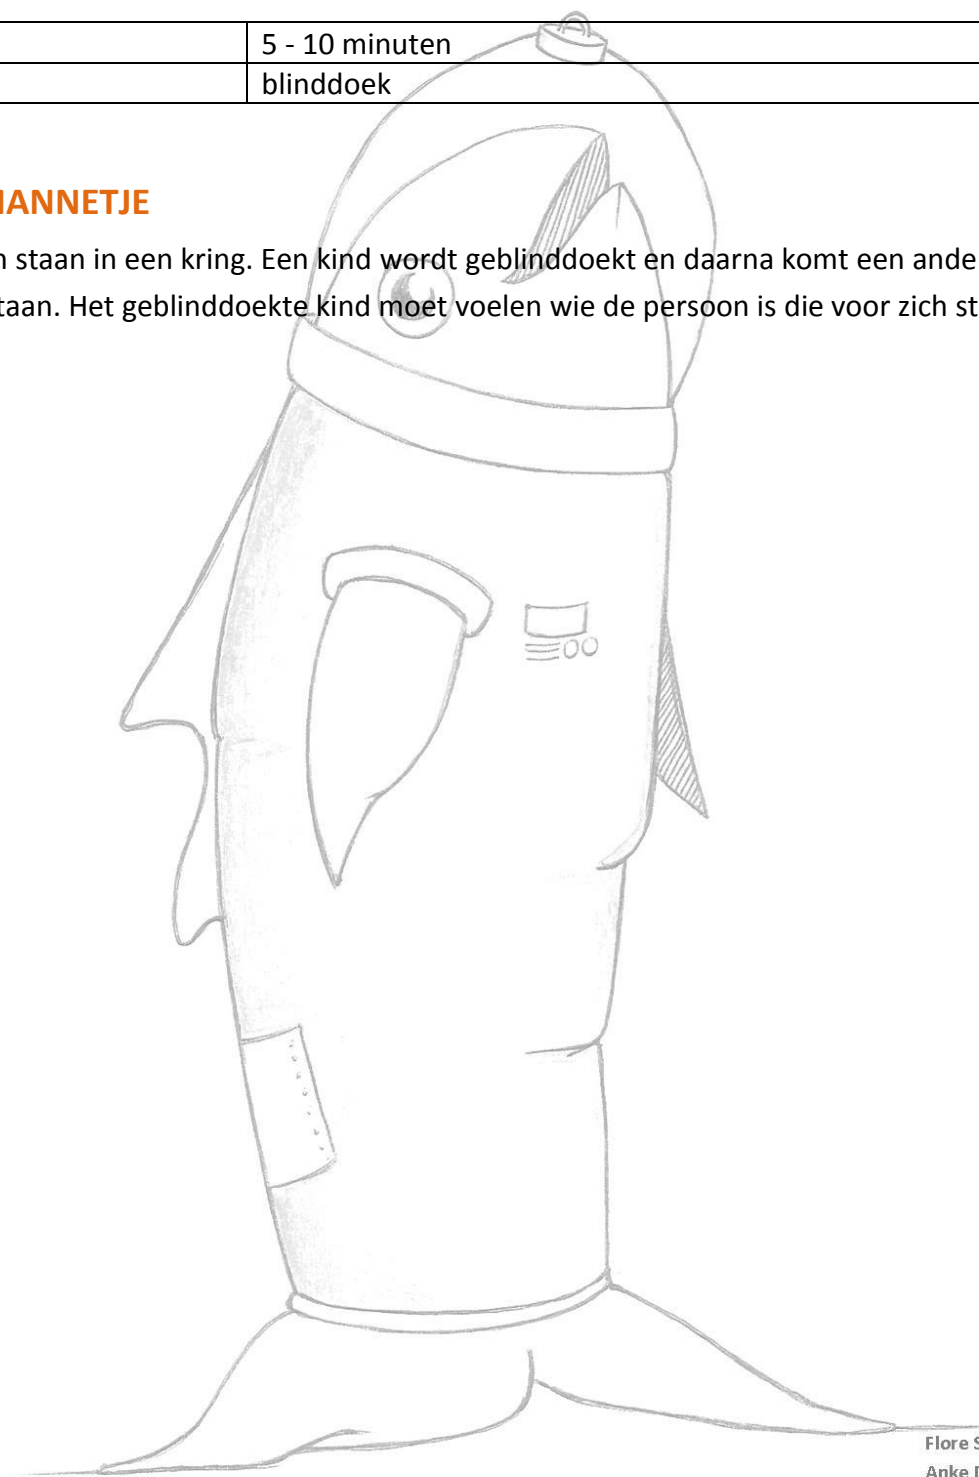 5 - 10 minuten
blinddoek
IANNETJE
n staan in een kring. Een kind wordt geblinddoekt en daarna komt een ande
taan. Het geblinddoekte kind moet voelen wie de persoon is die voor zich st
Flore S
Anke